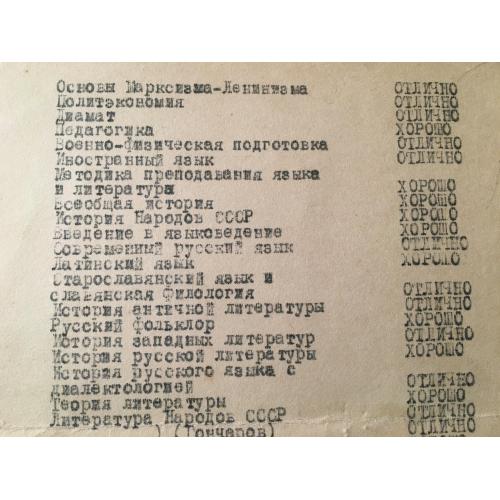 Основы Марксизма-Ленинизма ОТЛИЧНО
Политэкономия ОТЛИЧНО
Диамат ОТЛИЧНО
Педагогика ХОРОШО
Военно-физическая подготовка ОТЛИЧНО
Иностранный язык ОТЛИЧНО
Методика преподавания языка
и литература ХОРОШО
Всеобщая история ХОРОШО
История Народов СССР ХОРОШО
Введение в языковедение ХОРОШО
Современный русский язык ОТЛИЧНО
Латинский язык ХОРОШО
Старославянский язык и
славянская филология ОТЛИЧНО
История античной литературы ОТЛИЧНО
Русский фольклор ХОРОШО
История западных литератур ОТЛИЧНО
История русской литературы ХОРОШО
История русского языка с
диалектологией ОТЛИЧНО
Теория литературы ХОРОШО
Литература Народов СССР ОТЛИЧНО
) (Гончаров) ОТЛИЧНО